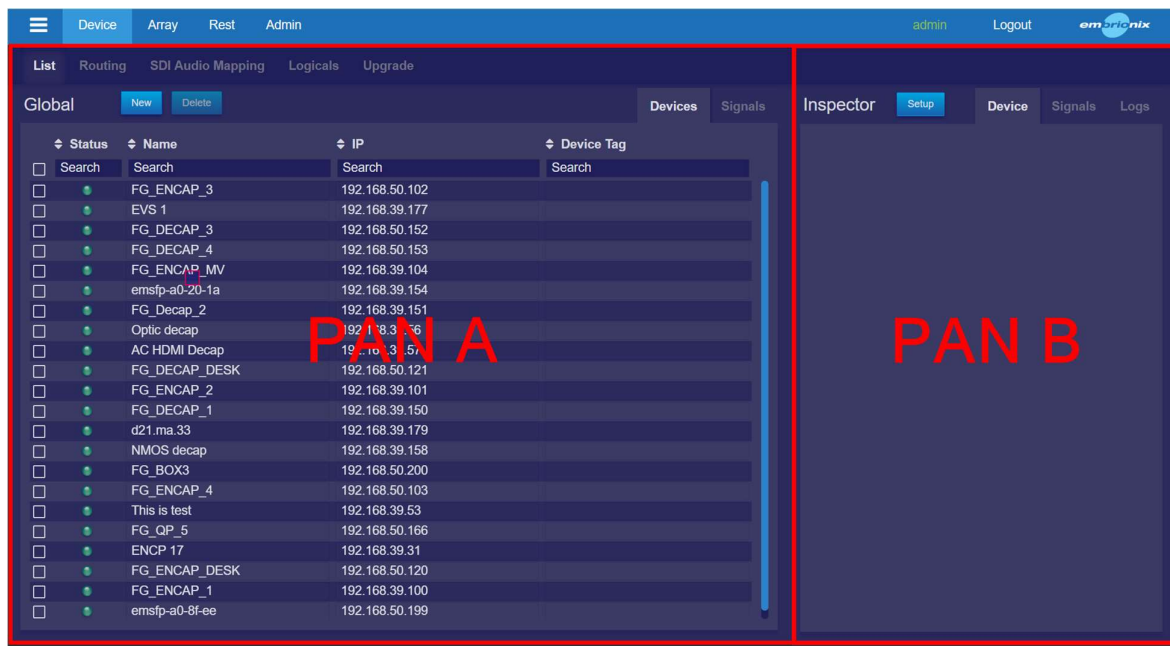 Device Array Rest Admin admin Logout embrionix
List Routing SDI Audio Mapping Logicals Upgrade
Global New Delete Devices Signals Inspector Setup Device Signals Logs
Status Name IP Device Tag
Search Search Search Search
FG_ENCAP_3 192.168.50.102
EVS 1 192.168.39.177
FG_DECAP_3 192.168.50.152
FG_DECAP_4 192.168.50.153
FG_ENCAP_MV 192.168.39.104
emsfp-a0-20-1a 192.168.39.154
FG_Decap_2 192.168.39.151
Optic decap
AC HDMI Decap
PAN A PAN B
FG_DECAP_DESK 192.168.50.121
FG_ENCAP_2 192.168.39.101
FG_DECAP_1 192.168.39.150
d21.ma.33 192.168.39.179
NMOS decap 192.168.39.158
FG_BOX3 192.168.50.200
FG_ENCAP_4 192.168.50.103
This is test 192.168.39.53
FG_QP_5 192.168.50.166
ENCP 17 192.168.39.31
FG_ENCAP_DESK 192.168.50.120
FG_ENCAP_1 192.168.39.100
emsfp-a0-8f-ee 192.168.50.199